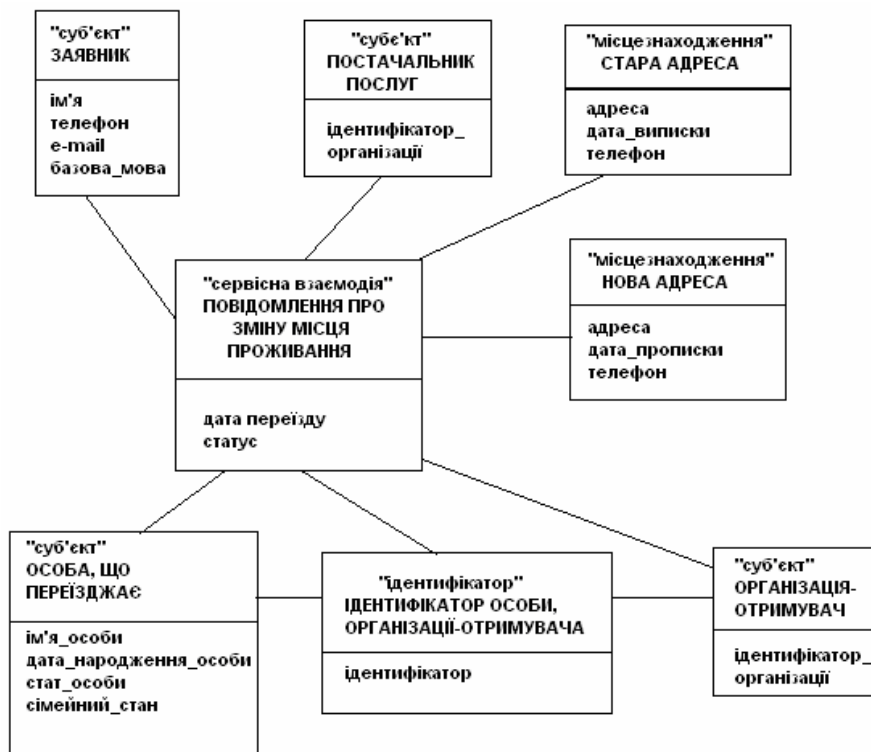 "суб'єкт"
ЗАЯВНИК
ім'я
телефон
e-mail
базова_мова
"субє'кт"
ПОСТАЧАЛЬНИК
ПОСЛУГ
ідентифікатор_
організації
"місцезнаходження"
СТАРА АДРЕСА
адреса
дата_виписки
телефон
"сервісна взаємодія"
ПОВІДОМЛЕННЯ ПРО
ЗМІНУ МІСЦЯ
ПРОЖИВАННЯ
дата переїзду
статус
"місцезнаходження"
НОВА АДРЕСА
адреса
дата_прописки
телефон
"суб'єкт"
ОСОБА, ЩО
ПЕРЕЇЗДЖАЄ
ім'я_особи
дата_народження_особи
стат_особи
сімейний_стан
"ідентифікатор"
ІДЕНТИФІКАТОР ОСОБИ,
ОРГАНІЗАЦІЇ-ОТРИМУВАЧА
ідентифікатор
"суб'єкт"
ОРГАНІЗАЦІЯ-
ОТРИМУВАЧ
ідентифікатор_
організації